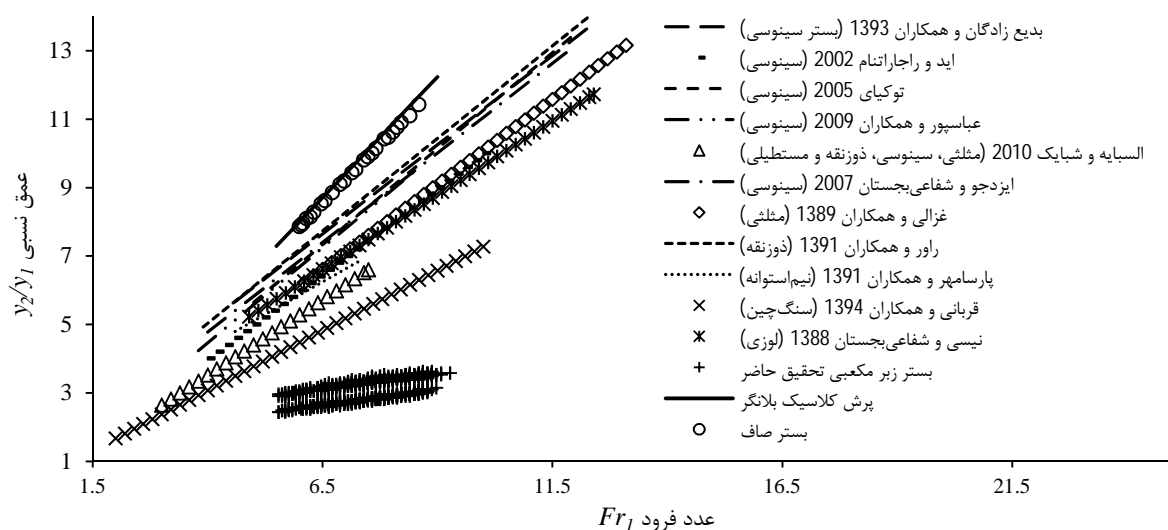 بدیع زادگان و همکاران 1393 (بستر سینوسی)
اید و راجاراتنام 2002 (سینوسی)
توکیای 2005 (سینوسی)
عباسپور و همکاران 2009 (سینوسی)
السبایه و شبایک 2010 (مثلثی، سینوسی، ذوزنقه و مستطیلی)
ایزدجو و شفاعی‌بجستان 2007 (سینوسی)
غزالی و همکاران 1389 (مثلثی)
راور و همکاران 1391 (ذوزنقه)
پارسامهر و همکاران 1391 (نیم‌استوانه)
قربانی و همکاران 1394 (سنگ‌چین)
نیسی و شفاعی‌بجستان 1388 (لوزی)
بستر زبر مکعبی تحقیق حاضر
پرش کلاسیک بلانگر
بستر صاف
عمق نسبی y2/y1
13
11
9
7
5
3
1
1.5 6.5 11.5 16.5 21.5
عدد فرود Fr1